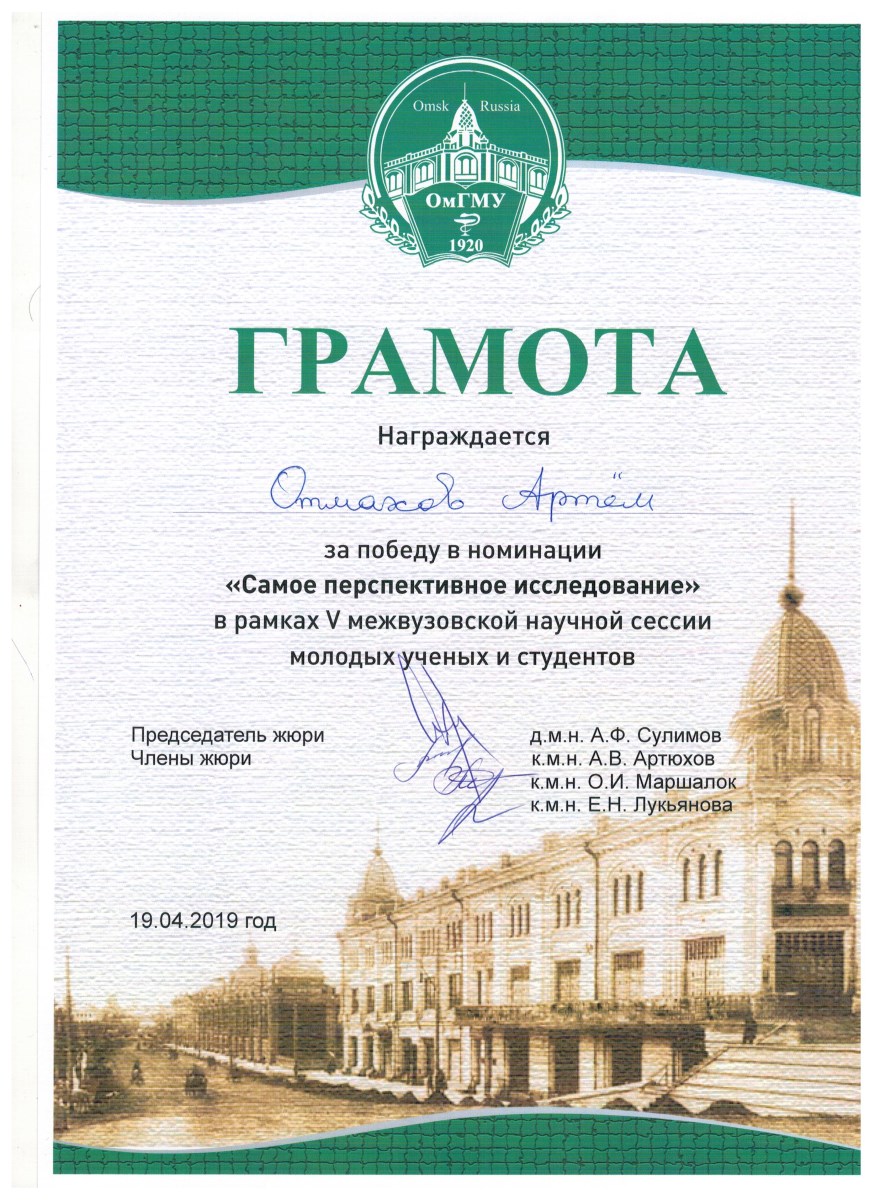 Omsk Russia
ОмГМУ
1920
ГРАМОТА
Награждается
Отмахов Артём
за победу в номинации
«Самое перспективное исследование»
в рамках V межвузовской научной сессии
молодых ученых и студентов
Председатель жюри д.м.н. А.Ф. Сулимов
Члены жюри к.м.н. А.В. Артюхов
к.м.н. О.И. Маршалок
к.м.н. Е.Н. Лукьянова
19.04.2019 год